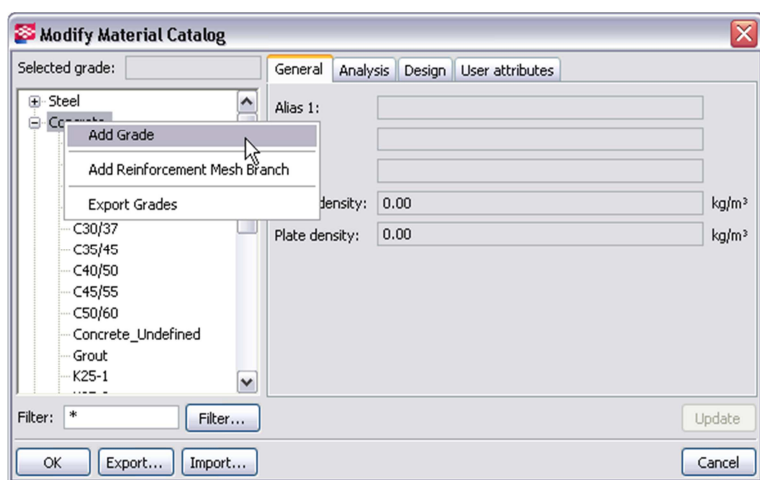 Modify Material Catalog
Selected grade:
General Analysis Design User attributes
Steel
Alias 1:
Add Grade
Add Reinforcement Mesh Branch
Export Grades
density: 0.00 kg/m³
C30/37
Plate density: 0.00 kg/m³
C35/45
C40/50
C45/55
C50/60
Concrete_Undefined
Grout
K25-1
Filter: * Filter...
Update
OK Export... Import... Cancel